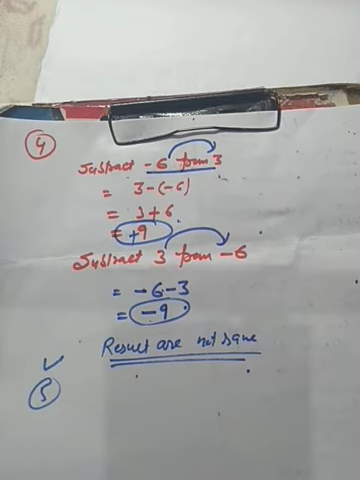 4
Subtract -6 from 3
= 3-(-6)
= 3+6
= +9
Subtract 3 from -6
= -6-3
= -9
Result are not same